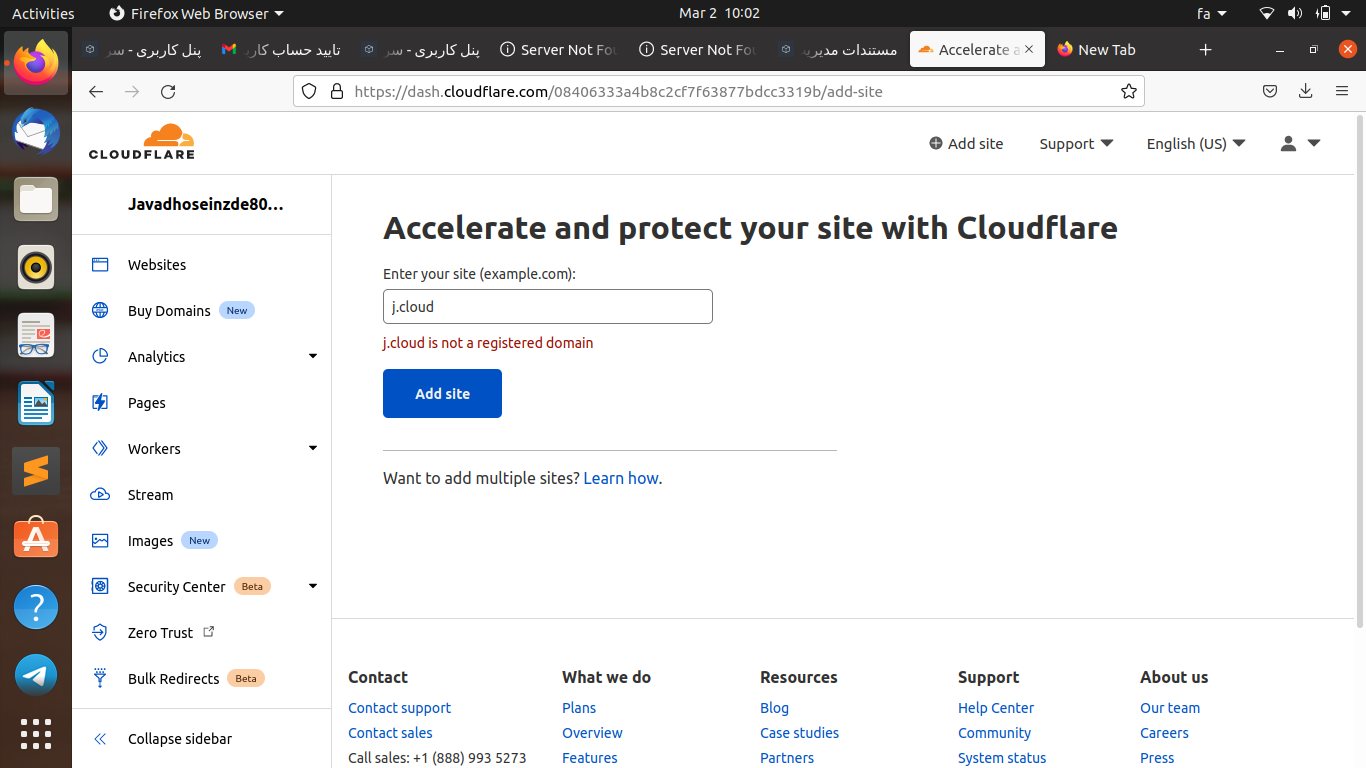 Activities Firefox Web Browser Mar 2 10:02 fa
پنل کاربری - سر تایید حساب کارب پنل کاربری - سر Server Not Fou Server Not Fou مستندات مدیریت Accelerate a New Tab
https://dash.cloudflare.com/08406333a4b8c2cf7f63877bdcc3319b/add-site
CLOUDFLARE Add site Support English (US)
Javadhoseinzde80...
Websites
Buy Domains New
Analytics
Pages
Workers
Stream
Images New
Security Center Beta
Zero Trust
Bulk Redirects Beta
Collapse sidebar
Accelerate and protect your site with Cloudflare
Enter your site (example.com):
j.cloud
j.cloud is not a registered domain
Add site
Want to add multiple sites? Learn how.
Contact
Contact support
Contact sales
Call sales: +1 (888) 993 5273
What we do
Plans
Overview
Features
Resources
Blog
Case studies
Partners
Support
Help Center
Community
System status
About us
Our team
Careers
Press